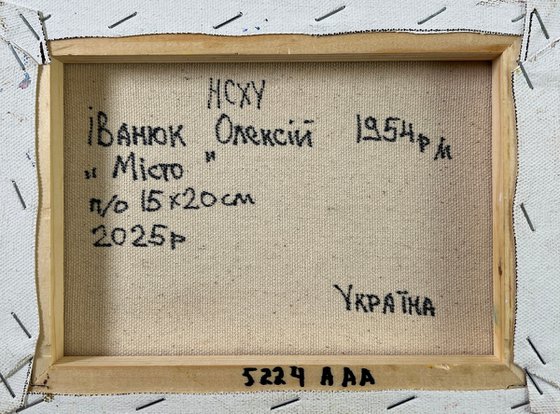 НСХУ
Іванюк Олексій 1954р м
„ Місто "
п/о 15х20см
2025р
Україна
5224 ААА